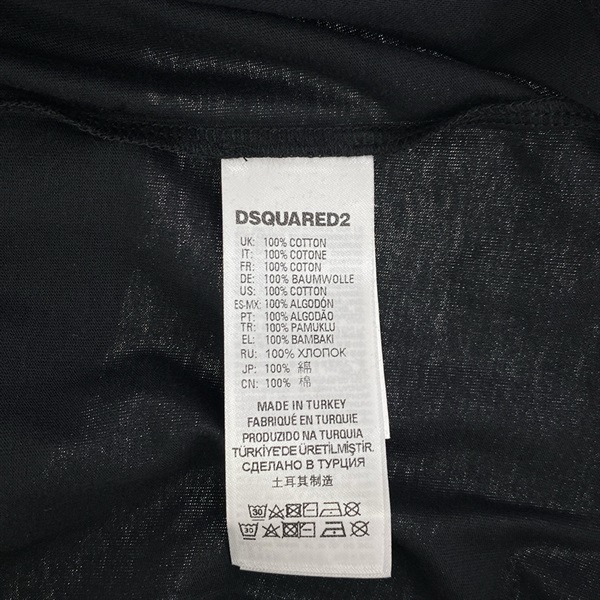 DSQUARED2
UK: 100% COTTON
IT: 100% COTONE
FR: 100% COTON
DE: 100% BAUMWOLLE
US: 100% COTTON
ES-MX: 100% ALGODÓN
PT: 100% ALGODÃO
TR: 100% PAMUKLU
EL: 100% BAMBAKI
RU: 100% ХЛОПОК
JP: 100% 綿
CN: 100% 棉
MADE IN TURKEY
FABRIQUÉ EN TURQUIE
PRODUZIDO NA TURQUIA
TÜRKİYE'DE ÜRETİLMİŞTİR.
СДЕЛАНО В ТУРЦИЯ
土耳其制造
30
30